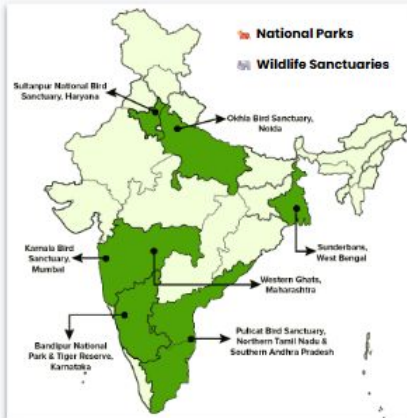 National Parks
Wildlife Sanctuaries
Sultanpur National Bird
Sanctuary, Haryana
Okhla Bird Sanctuary,
Noida
Karnala Bird
Sanctuary,
Mumbai
Sunderbans,
West Bengal
Western Ghats,
Maharashtra
Bandipur National
Park & Tiger Reserve,
Karnataka
Pulicat Bird Sanctuary,
Northern Tamil Nadu &
Southern Andhra Pradesh